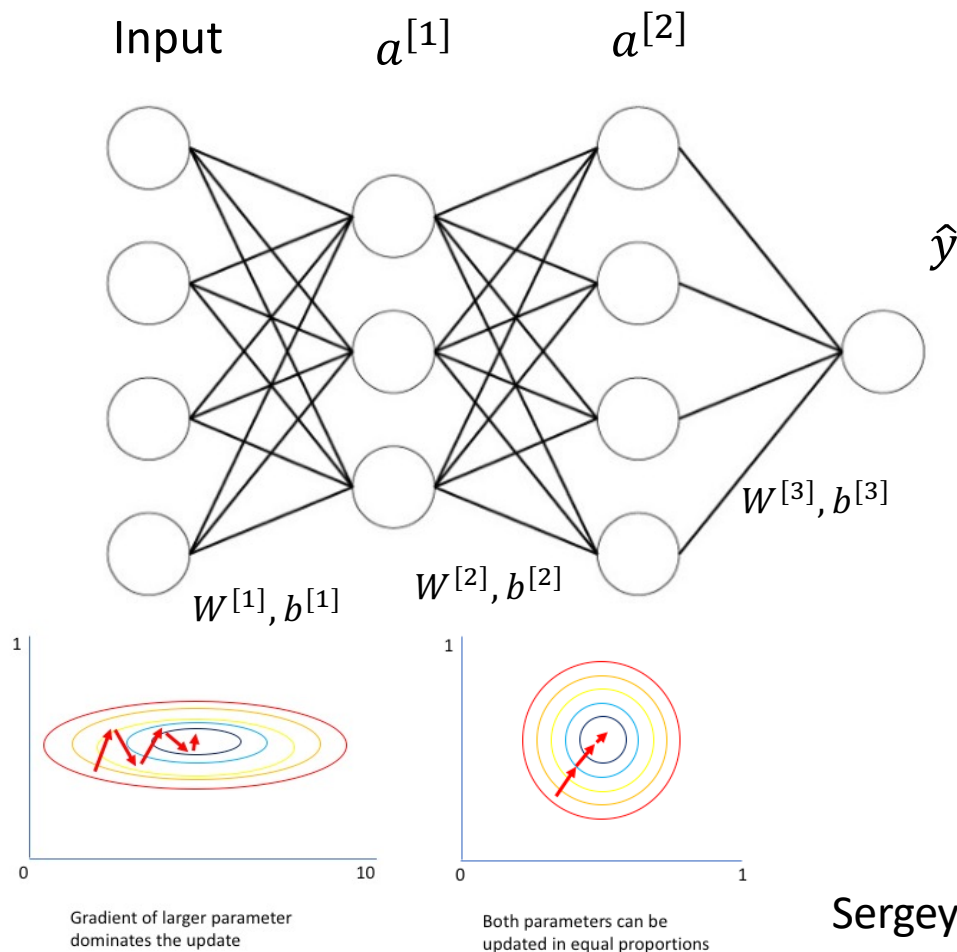 Input
a^{[1]}
a^{[2]}
ŷ
W^{[3]}, b^{[3]}
W^{[2]}, b^{[2]}
W^{[1]}, b^{[1]}
1
0
10
Gradient of larger parameter
dominates the update
1
0
1
Both parameters can be
updated in equal proportions
Sergey